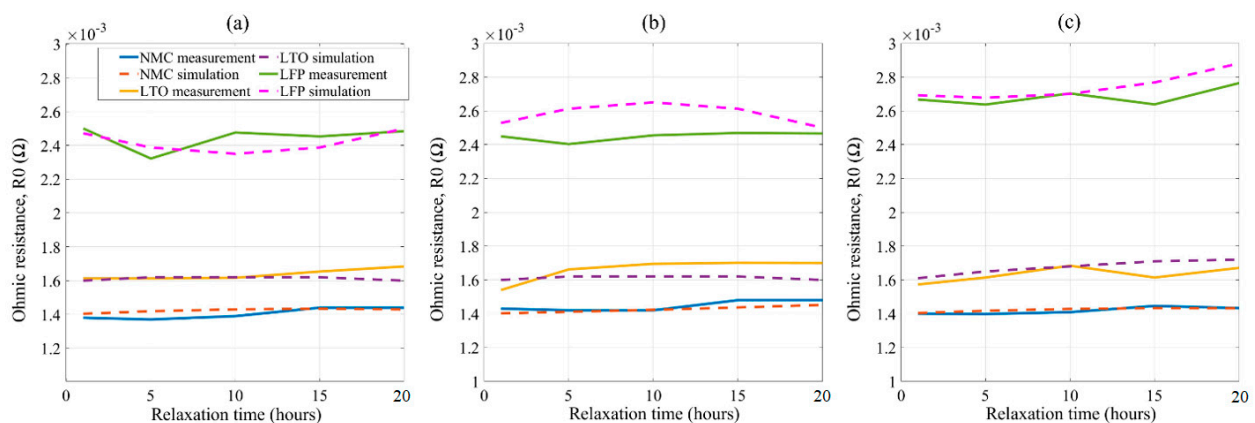 (a)
×10⁻³
3
2.8
2.6
2.4
2.2
2
1.8
1.6
1.4
1.2
0 5 10 15 20
Ohmic resistance, R0 (Ω)
Relaxation time (hours)
NMC measurement
NMC simulation
LTO measurement
LTO simulation
LFP measurement
LFP simulation
(b)
×10⁻³
3
2.8
2.6
2.4
2.2
2
1.8
1.6
1.4
1.2
1
0 5 10 15 20
Ohmic resistance, R0 (Ω)
Relaxation time (hours)
(c)
×10⁻³
3
2.8
2.6
2.4
2.2
2
1.8
1.6
1.4
1.2
1
0 5 10 15 20
Ohmic resistance, R0 (Ω)
Relaxation time (hours)